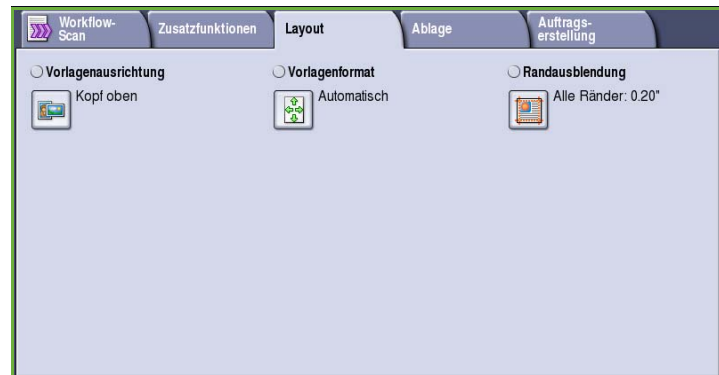 Workflow-
Scan
Zusatzfunktionen
Layout
Ablage
Auftrags-
erstellung
Vorlagenausrichtung
Kopf oben
Vorlagenformat
Automatisch
Randausblendung
Alle Ränder: 0.20"